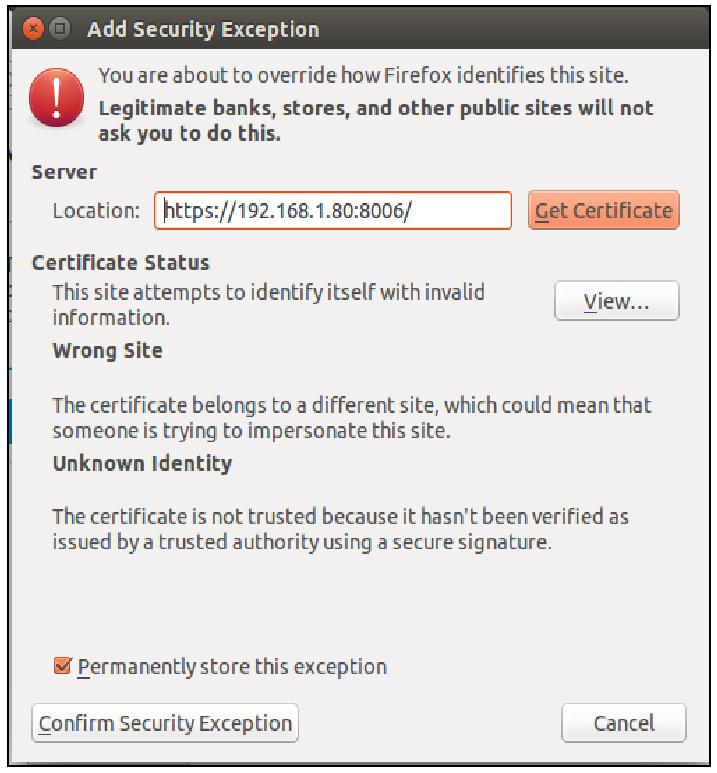 Add Security Exception
You are about to override how Firefox identifies this site.
Legitimate banks, stores, and other public sites will not
ask you to do this.
Server
Location: https://192.168.1.80:8006/ Get Certificate
Certificate Status
This site attempts to identify itself with invalid
information.
View...
Wrong Site
The certificate belongs to a different site, which could mean that
someone is trying to impersonate this site.
Unknown Identity
The certificate is not trusted because it hasn't been verified as
issued by a trusted authority using a secure signature.
Permanently store this exception
Confirm Security Exception Cancel